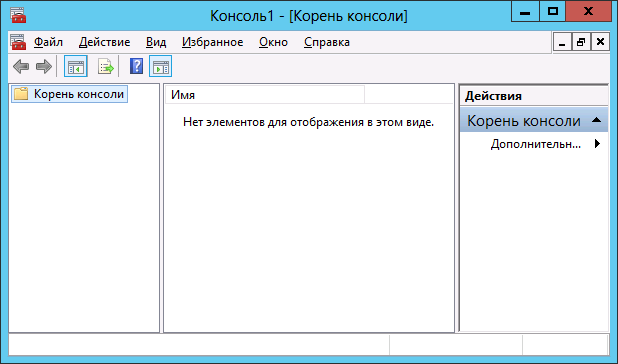 Консоль1 - [Корень консоли]
Файл Действие Вид Избранное Окно Справка
Корень консоли
Имя
Нет элементов для отображения в этом виде.
Действия
Корень консоли
Дополнительн...